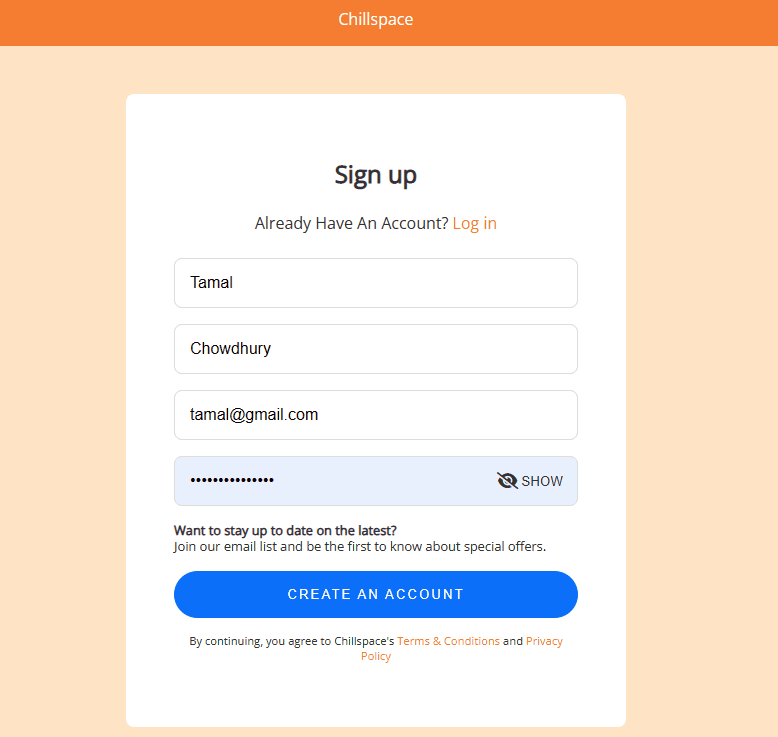 Chillspace
Sign up
Already Have An Account? Log in
Tamal
Chowdhury
tamal@gmail.com
••••••••••••••• SHOW
Want to stay up to date on the latest?
Join our email list and be the first to know about special offers.
CREATE AN ACCOUNT
By continuing, you agree to Chillspace's Terms & Conditions and Privacy
Policy